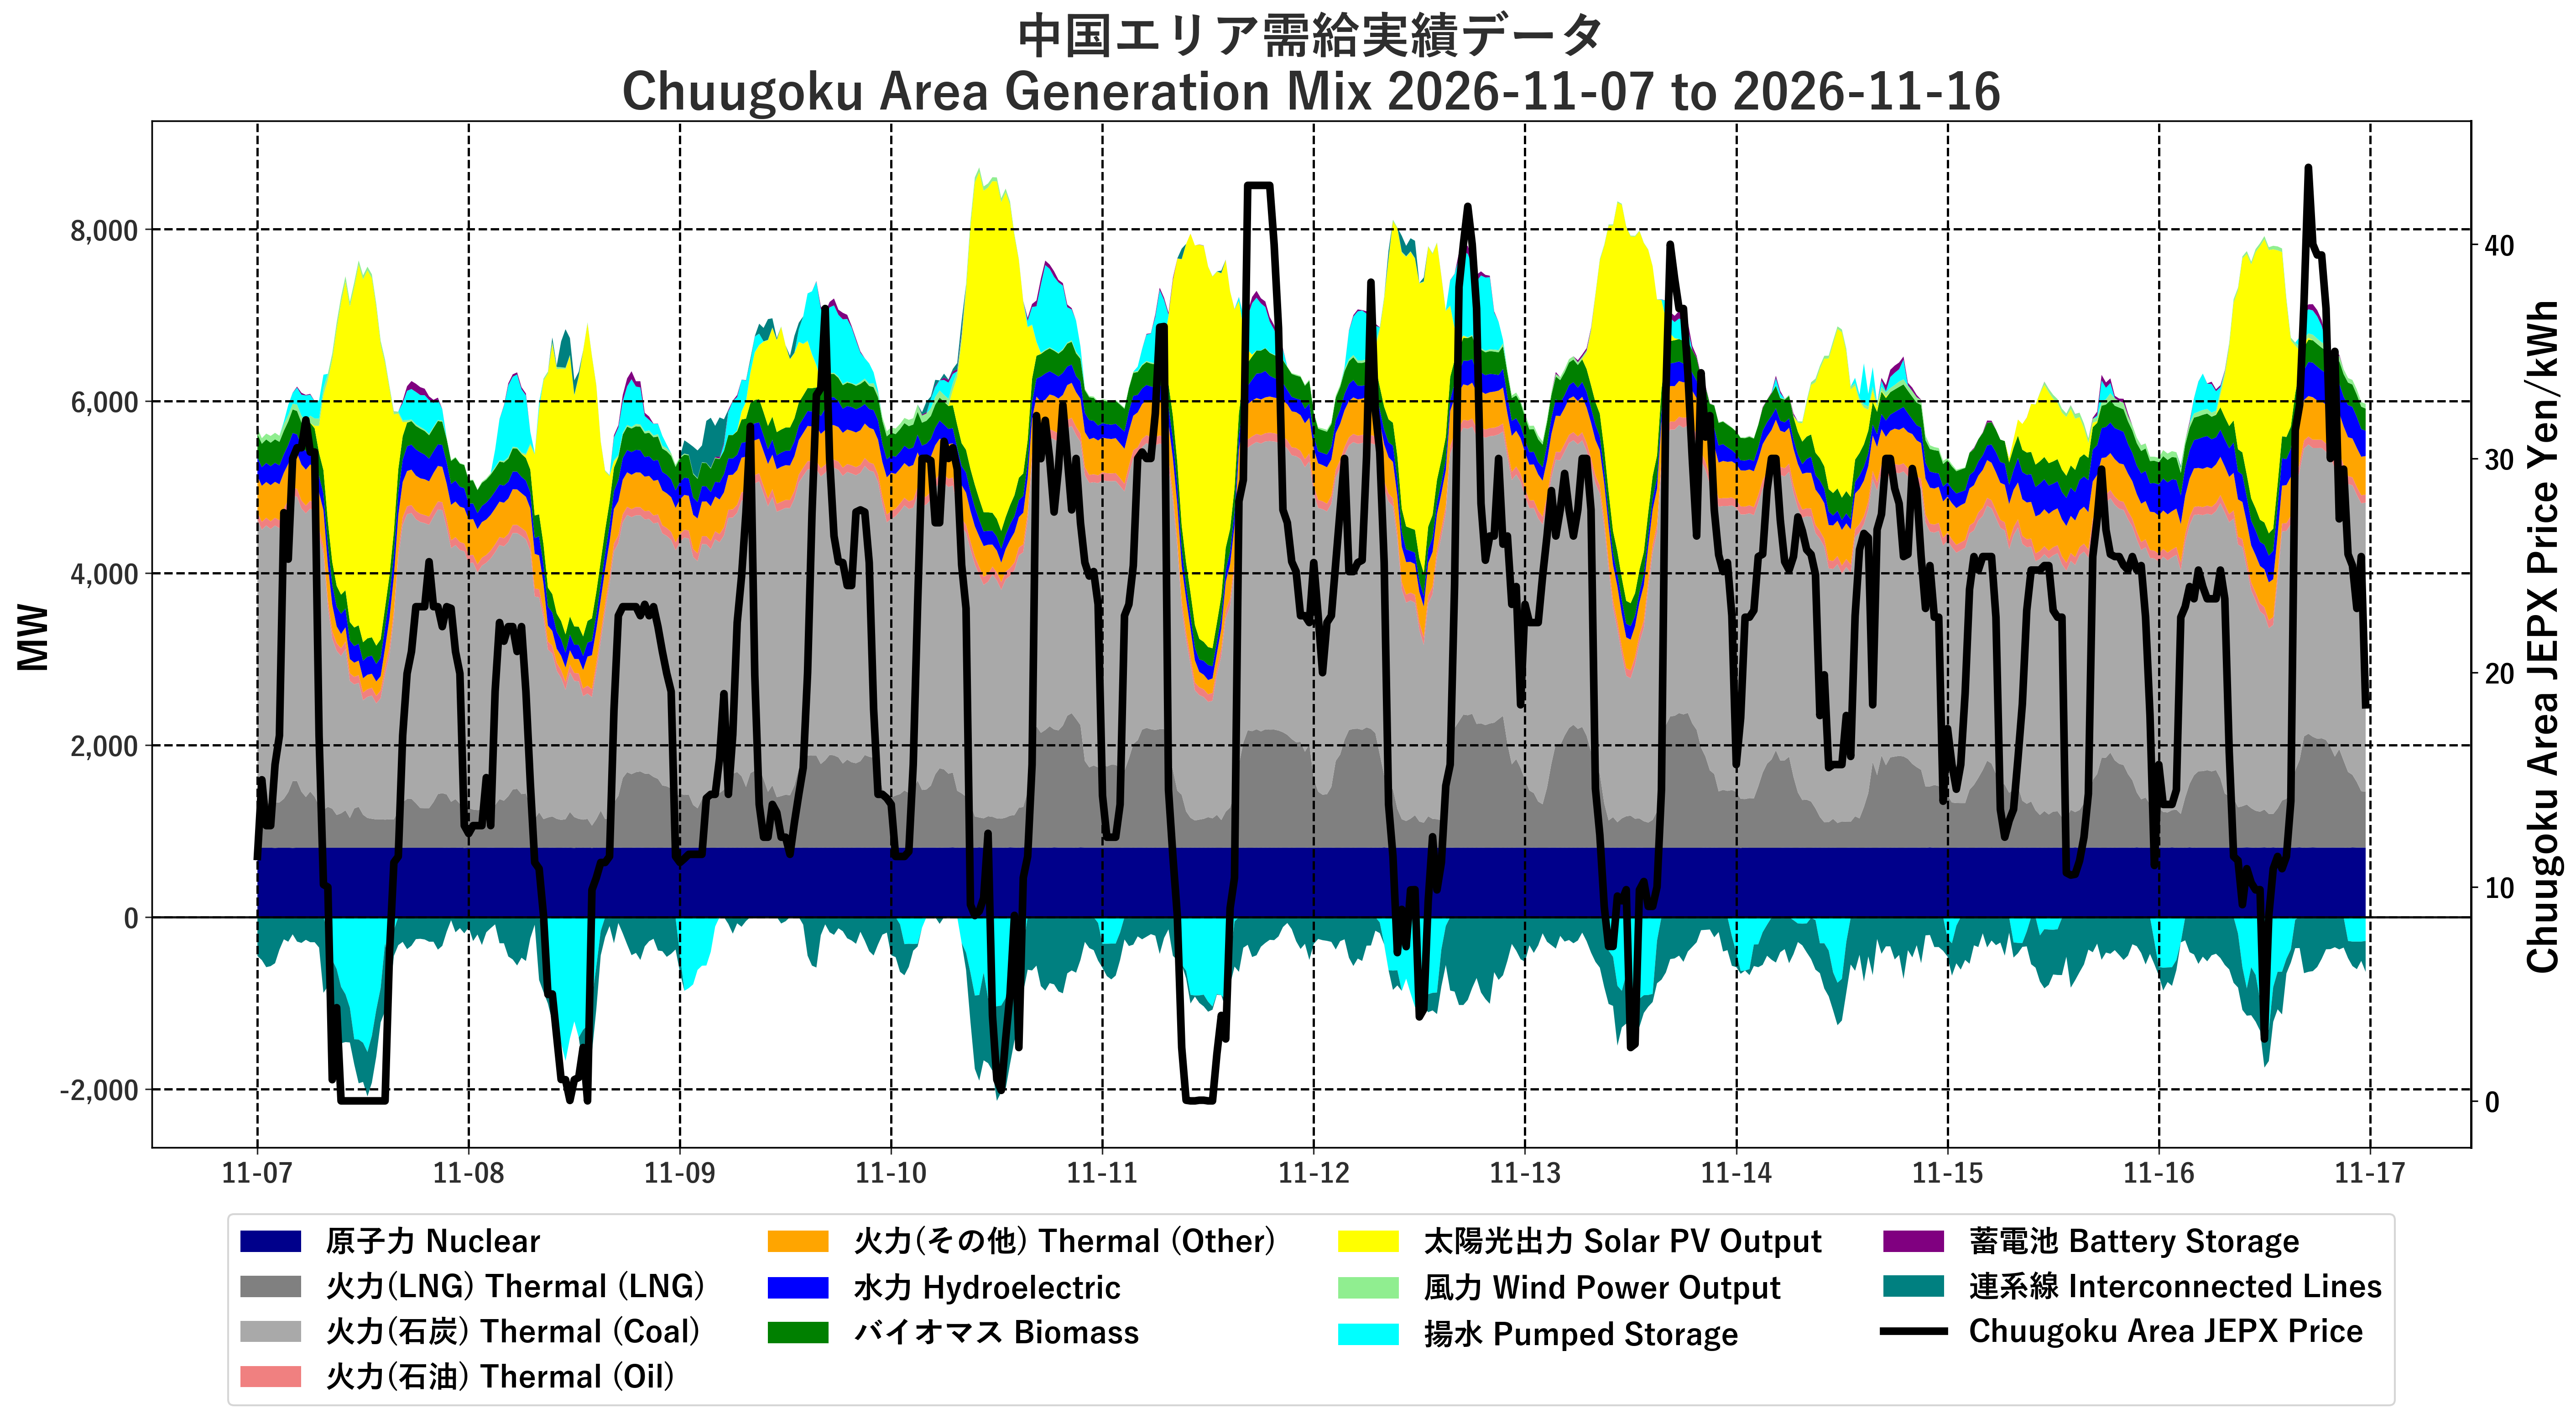 中国エリア需給実績データ
Chuugoku Area Generation Mix 2026-11-07 to 2026-11-16
MW
8,000
6,000
4,000
2,000
0
-2,000
40
30
20
10
0
Chuugoku Area JEPX Price Yen/kWh
11-07
11-08
11-09
11-10
11-11
11-12
11-13
11-14
11-15
11-16
11-17
原子力 Nuclear
火力(LNG) Thermal (LNG)
火力(石炭) Thermal (Coal)
火力(石油) Thermal (Oil)
火力(その他) Thermal (Other)
水力 Hydroelectric
バイオマス Biomass
太陽光出力 Solar PV Output
風力 Wind Power Output
揚水 Pumped Storage
蓄電池 Battery Storage
連系線 Interconnected Lines
Chuugoku Area JEPX Price